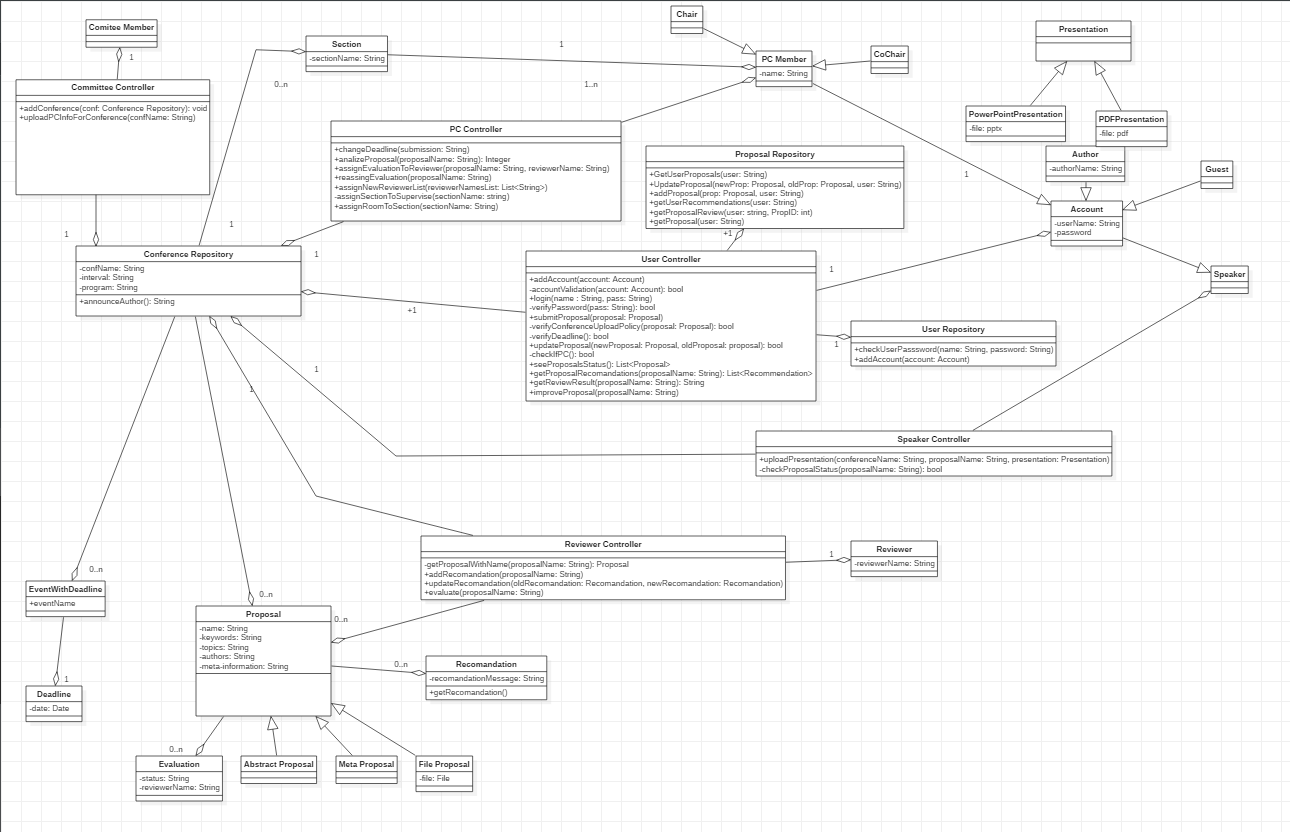 Chair
Comitee Member
1
Section
-sectionName: String
1
0..n
PC Member
-name: String
1..n
CoChair
Presentation
PowerPointPresentation
-file: pptx
PDFPresentation
-file: pdf
Committee Controller
+addConference(conf: Conference Repository): void
+uploadPCInfoForConference(confName: String)
1
PC Controller
+changeDeadline(submission: String)
+analizeProposal(proposalName: String): Integer
+assignEvaluationToReviewer(proposalName: String, reviewerName: String)
+reassingEvaluation(proposalName: String)
+assignNewReviewerList(reviewerNamesList: List<String>)
-assignSectionToSupervise(sectionName: string)
-assignRoomToSection(sectionName: String)
1
1
Proposal Repository
+GetUserProposals(user: String)
+UpdateProposal(newProp: Proposal, oldProp: Proposal, user: String)
+addProposal(prop: Proposal, user: String)
+getUserRecomendations(user: String)
+getProposalReview(user: string, PropID: int)
+getProposal(user: String)
+1
Author
-authorName: String
Guest
1
Account
-userName: String
-password
Speaker
Conference Repository
-confName: String
-interval: String
-program: String
+announceAuthor(): String
+1
User Controller
+addAccount(account: Account)
-accountValidation(account: Account): bool
+login(name : String, pass: String)
-verifyPassword(pass: String): bool
+submitProposal(proposal: Proposal)
-verifyConferenceUploadPolicy(proposal: Proposal): bool
-verifyDeadline(): bool
+updateProposal(newProposal: Proposal, oldProposal: proposal): bool
-checkIfPC(): bool
+seeProposalsStatus(): List<Proposal>
+getProposalRecomandations(proposalName: String): List<Recommendation>
+getReviewResult(proposalName: String): String
+improveProposal(proposalName: String)
1
1
User Repository
+checkUserPasssword(name: String, password: String)
+addAccount(account: Account)
1
1
Speaker Controller
+uploadPresentation(conferenceName: String, proposalName: String, presentation: Presentation)
-checkProposalStatus(proposalName: String): bool
Reviewer Controller
-getProposalWithName(proposalName: String): Proposal
+addRecomandation(proposalName: String)
+updateRecomandation(oldRecomandation: Recomandation, newRecomandation: Recomandation)
+evaluate(proposalName: String)
1
Reviewer
-reviewerName: String
0..n
EventWithDeadline
+eventName
1
Deadline
-date: Date
0..n
Proposal
-name: String
-keywords: String
-topics: String
-authors: String
-meta-information: String
0..n
0..n
Recomandation
-recomandationMessage: String
+getRecomandation()
0..n
Evaluation
-status: String
-reviewerName: String
Abstract Proposal
Meta Proposal
File Proposal
-file: File